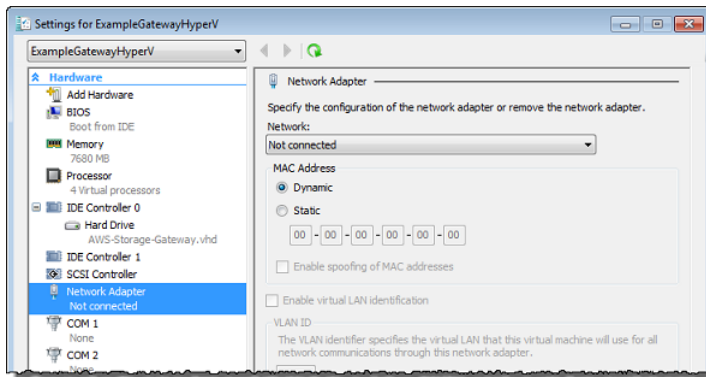 Settings for ExampleGatewayHyperV
ExampleGatewayHyperV
Hardware
Add Hardware
BIOS
Boot from IDE
Memory
7680 MB
Processor
4 Virtual processors
IDE Controller 0
Hard Drive
AWS-Storage-Gateway.vhd
IDE Controller 1
SCSI Controller
Network Adapter
Not connected
COM 1
None
COM 2
None
Network Adapter
Specify the configuration of the network adapter or remove the network adapter.
Network:
Not connected
MAC Address
Dynamic
Static
00 - 00 - 00 - 00 - 00 - 00
Enable spoofing of MAC addresses
Enable virtual LAN identification
VLAN ID
The VLAN identifier specifies the virtual LAN that this virtual machine will use for all
network communications through this network adapter.